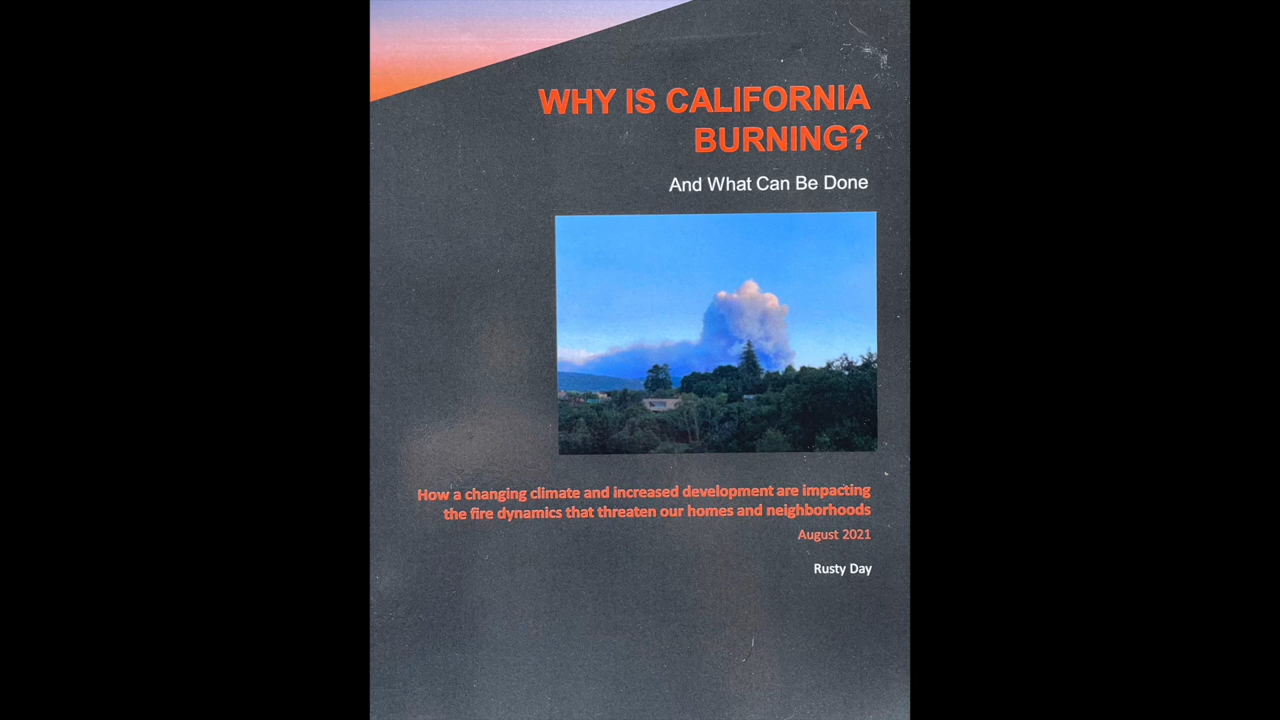 WHY IS CALIFORNIA
BURNING?
And What Can Be Done
How a changing climate and increased development are impacting
the fire dynamics that threaten our homes and neighborhoods
August 2021
Rusty Day